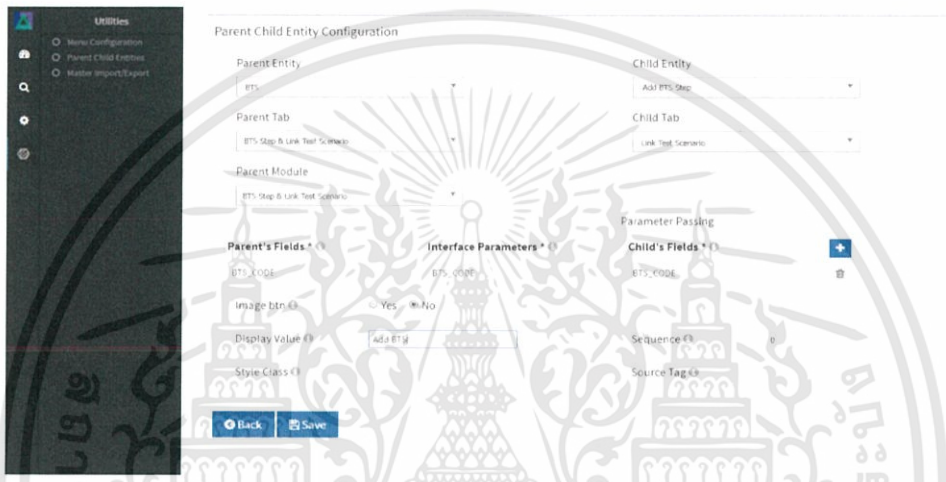 Utilities
Menu Configuration
Parent Child Entities
Master Import/Export
Parent Child Entity Configuration
Parent Entity
Child Entity
BTS
Add BTS Step
Parent Tab
Child Tab
BTS Step & Link Test Scenario
Link Test Scenario
Parent Module
BTS Step & Link Test Scenario
Parameter Passing
Parent's Fields *
Interface Parameters *
Child's Fields *
BTS_CODE
BTS_CODE
BTS_CODE
Image btn
Yes
No
Display Value
Add BTS
Sequence
0
Style Class
Source Tag
Back
Save